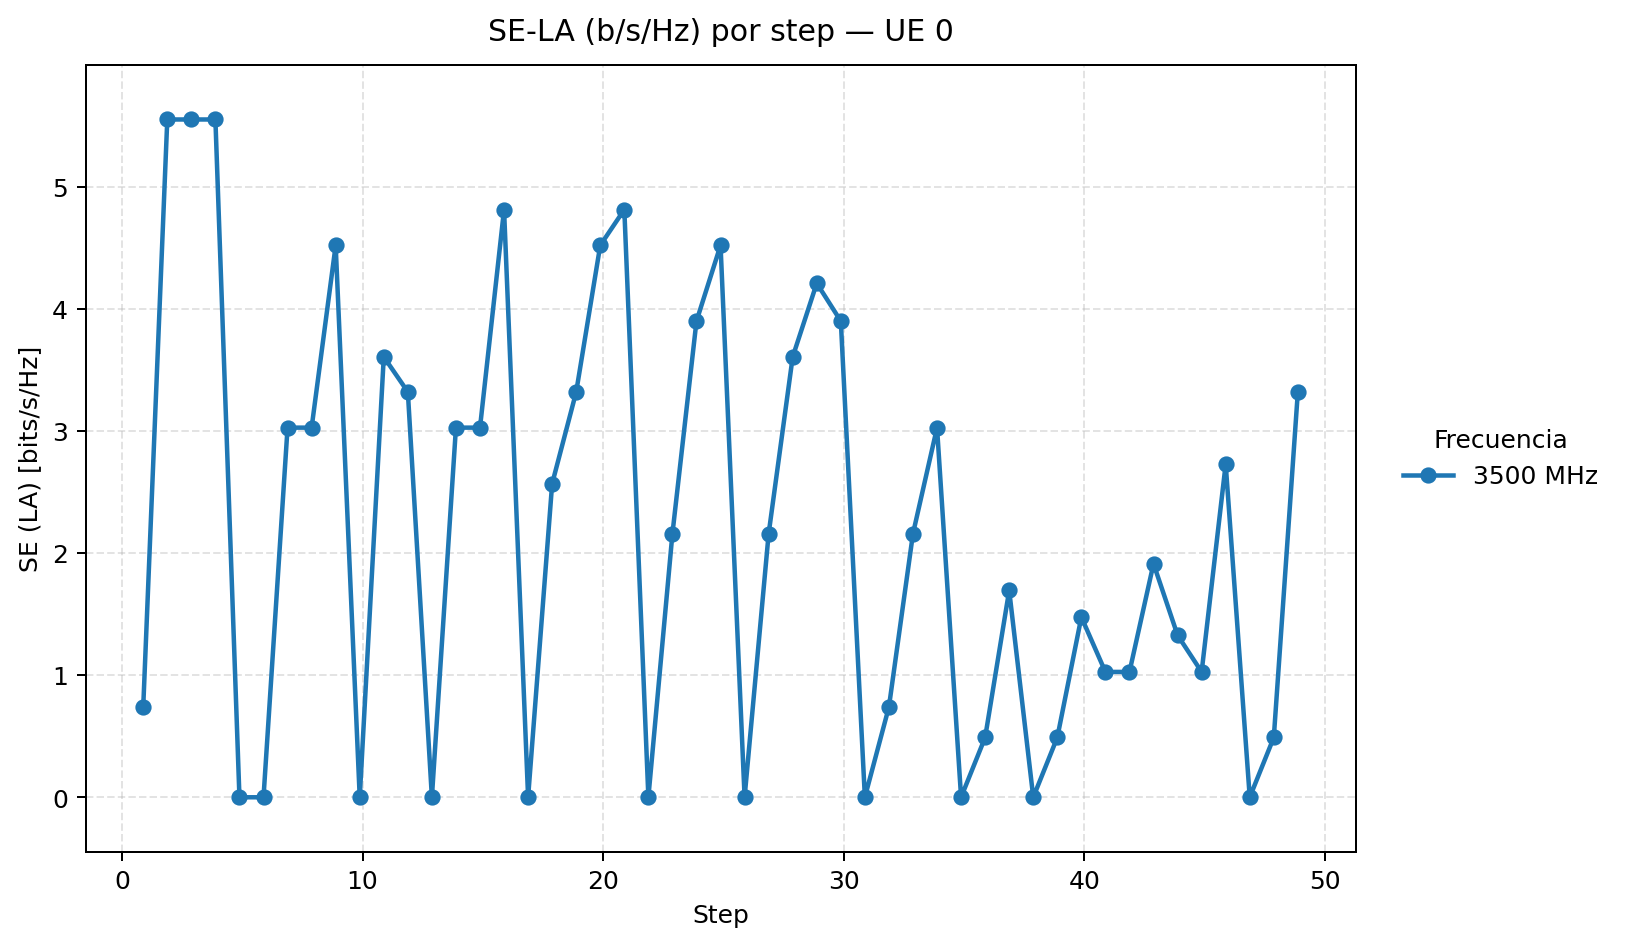 SE-LA (b/s/Hz) por step — UE 0
SE (LA) [bits/s/Hz]
5
4
3
2
1
0
0 10 20 30 40 50
Step
Frecuencia
3500 MHz